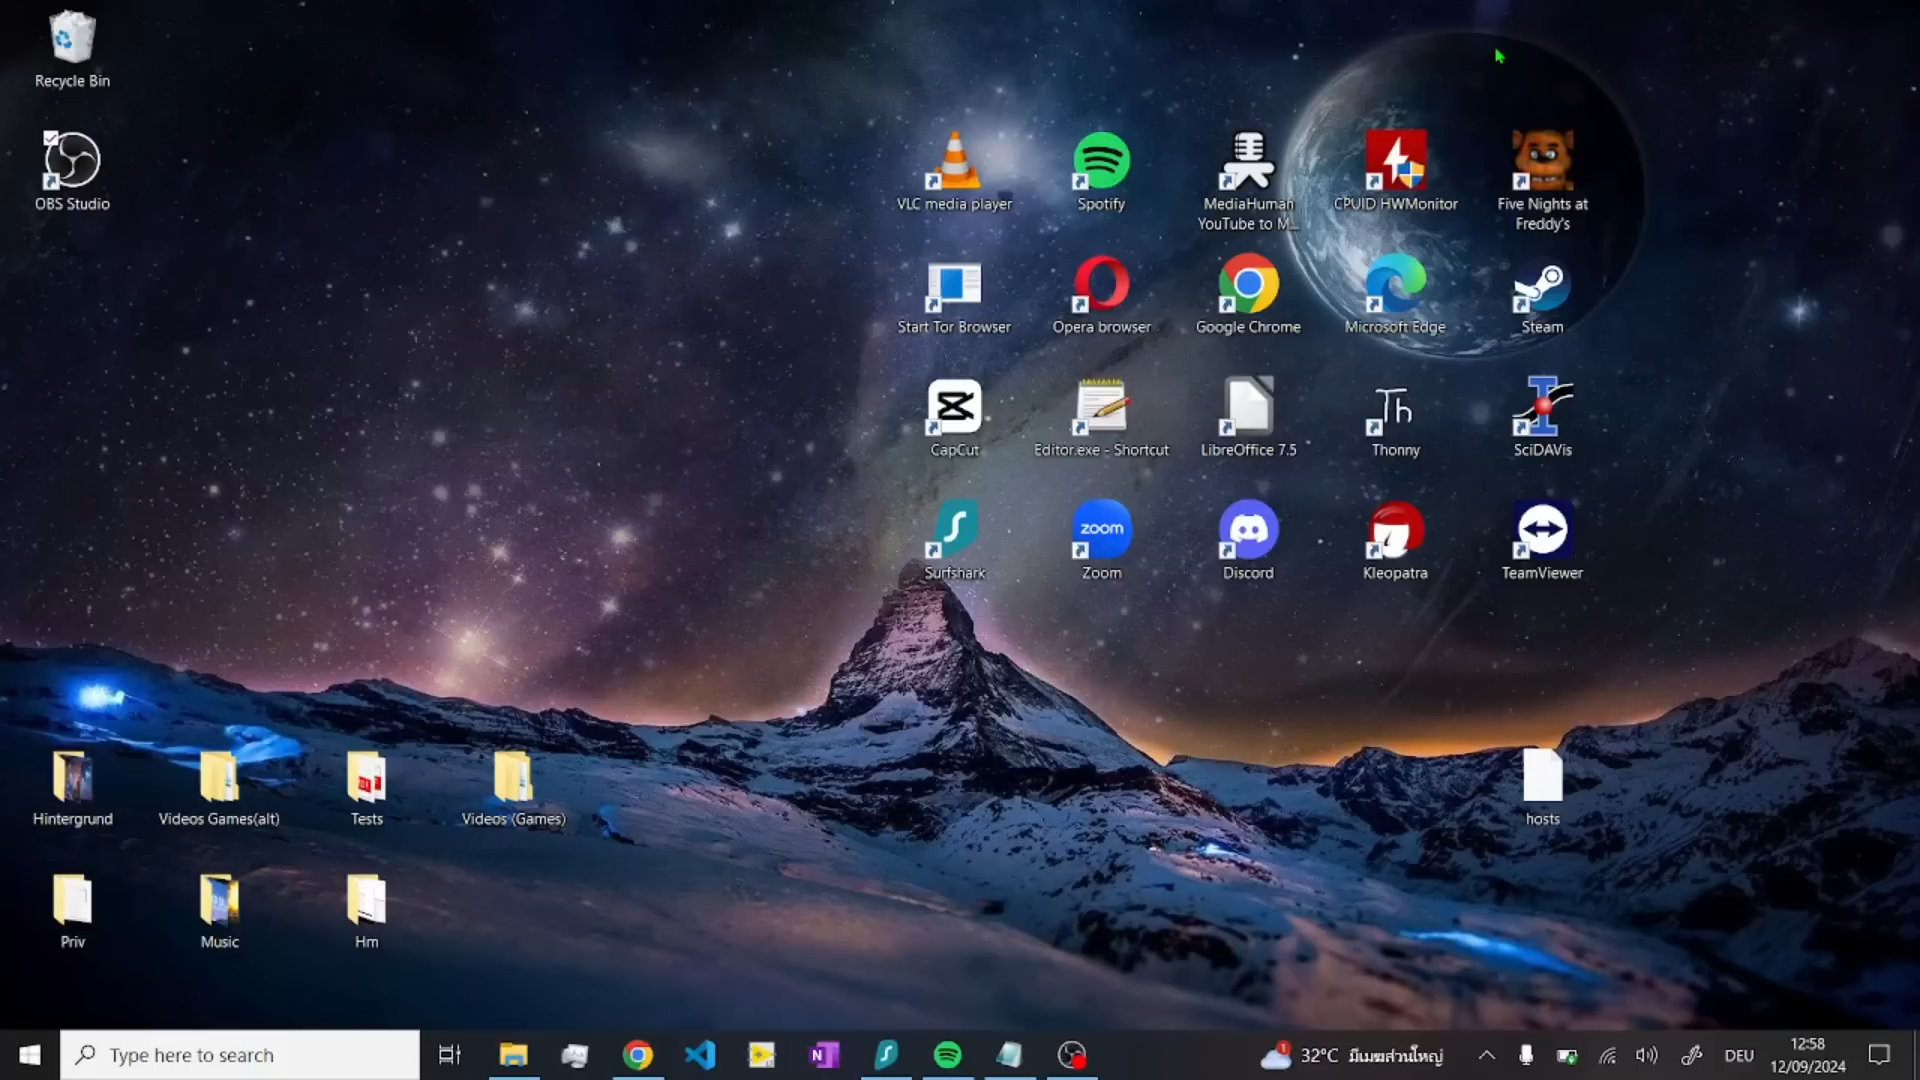 Recycle Bin
OBS Studio
VLC media player
Spotify
MediaHuman
YouTube to M...
CPUID HWMonitor
Five Nights at
Freddy's
Start Tor Browser
Opera browser
Google Chrome
Microsoft Edge
Steam
CapCut
Editor.exe - Shortcut
LibreOffice 7.5
Th
Thonny
SciDAVis
zoom
Surfshark
Zoom
Discord
Kleopatra
TeamViewer
Hintergrund
Videos Games(alt)
Tests
Videos (Games)
hosts
Priv
Music
Hm
Type here to search
N
1
32°C มีเมฆส่วนใหญ่
DEU
12:58
12/09/2024